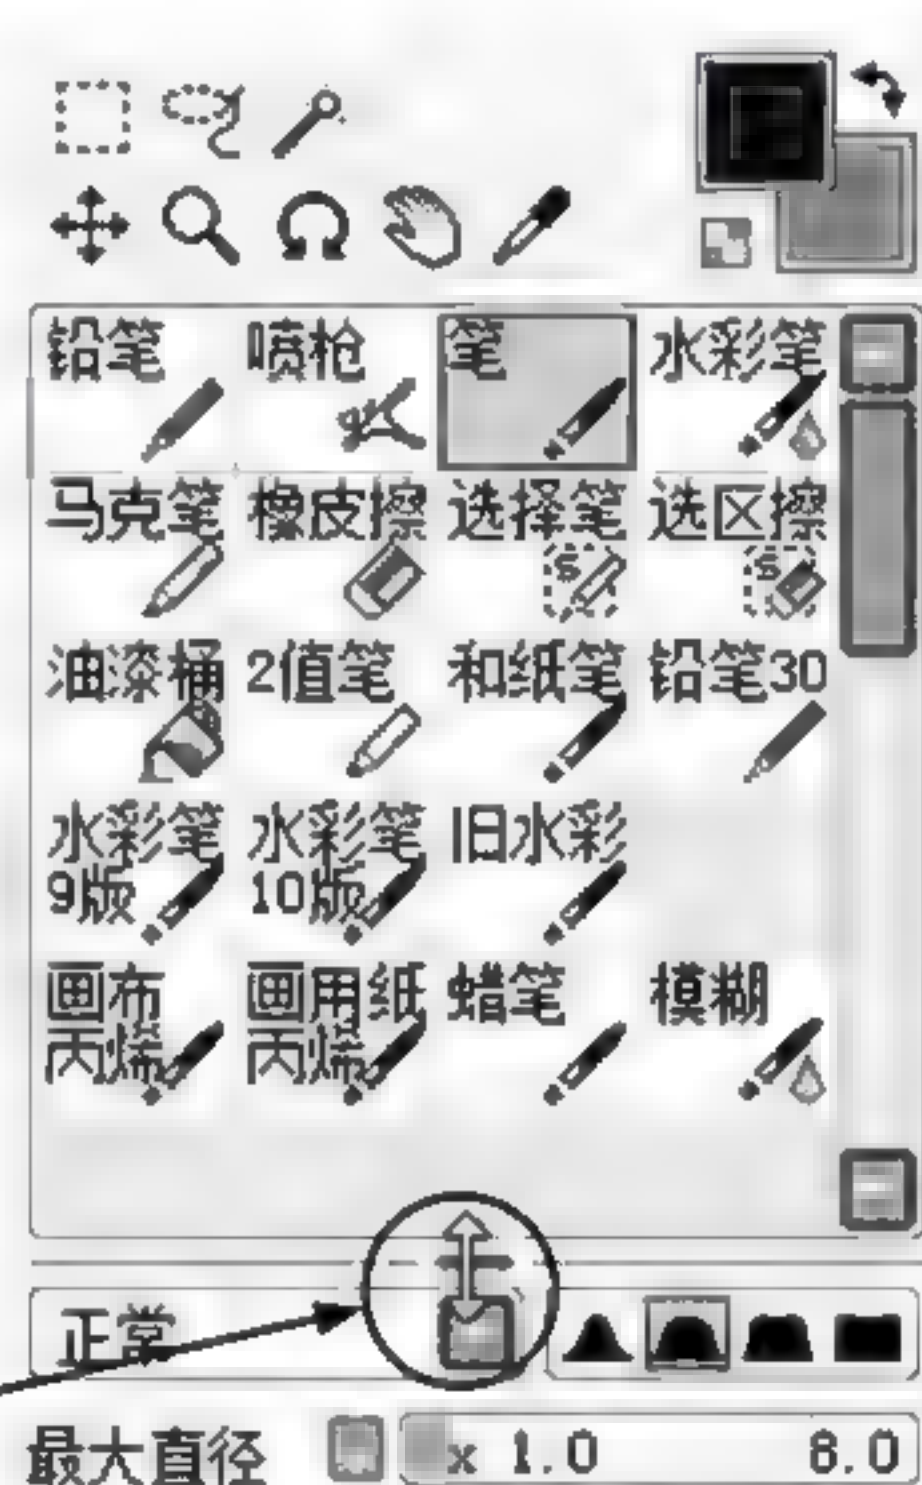 铅笔 喷枪 笔 水彩笔
马克笔 橡皮擦 选择笔 选区擦
油漆桶 2值笔 和纸笔 铅笔30
水彩笔 水彩笔 旧水彩
9版 10版
画布 画用纸 蜡笔 模糊
丙烯 丙烯
正常
最大直径 x 1.0 8.0